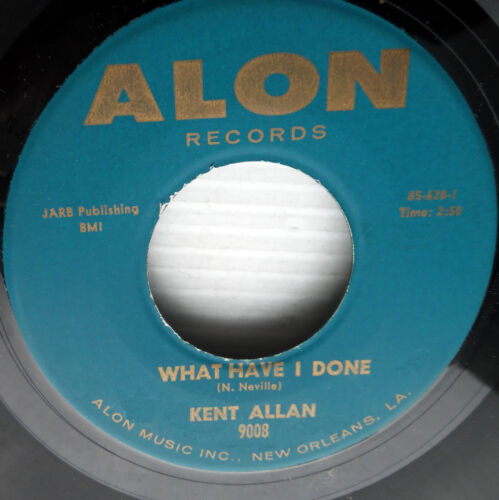 ALON
RECORDS
JARB Publishing
BMI
85-628-1
Time: 2:50
WHAT HAVE I DONE
(N. Neville)
KENT ALLAN
9008
ALON MUSIC INC., NEW ORLEANS, LA.